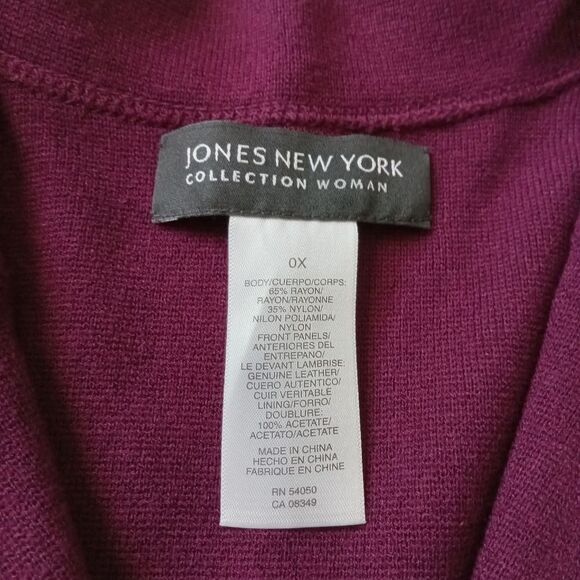 JONES NEW YORK
COLLECTION WOMAN
0X
BODY/CUERPO/CORPS:
65% RAYON/
RAYON/RAYONNE
35% NYLON/
NILON POLIAMIDA/
NYLON
FRONT PANELS/
ANTERIORES DEL
ENTREPANO/
LE DEVANT LAMBRISE:
GENUINE LEATHER/
CUERO AUTENTICO/
CUIR VERITABLE
LINING/FORRO/
DOUBLURE:
100% ACETATE/
ACETATO/ACETATE
MADE IN CHINA
HECHO EN CHINA
FABRIQUE EN CHINE
RN 54050
CA 08349